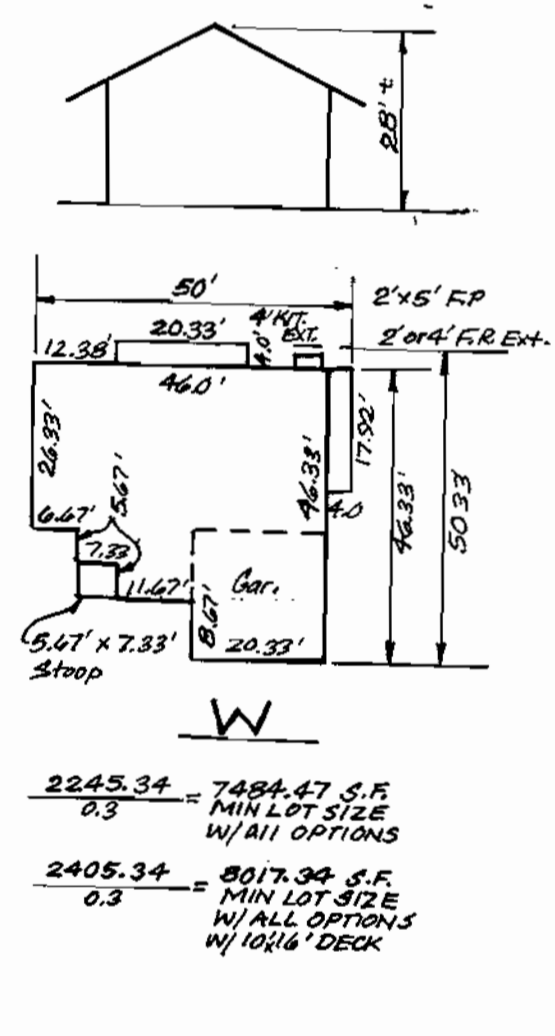 28' ±
50'
2'x5' F.P
2' or 4' F.R Ext.
4' KIT.
EXT.
20.33'
4.0'
12.38'
46.0'
26.33'
17.92'
46.33'
4.0
46.33'
50 33
5.67'
6.67'
7.33
11.67'
8.67'
Gar.
20.33'
5.67' x 7.33'
Stoop
W
2245.34
0.3
= 7484.47 S.F.
MIN LOT SIZE
W/ All OPTIONS
2405.34
0.3
= 8017.34 S.F.
MIN LOT SIZE
W/ ALL OPTIONS
W/ 10'x16' DECK